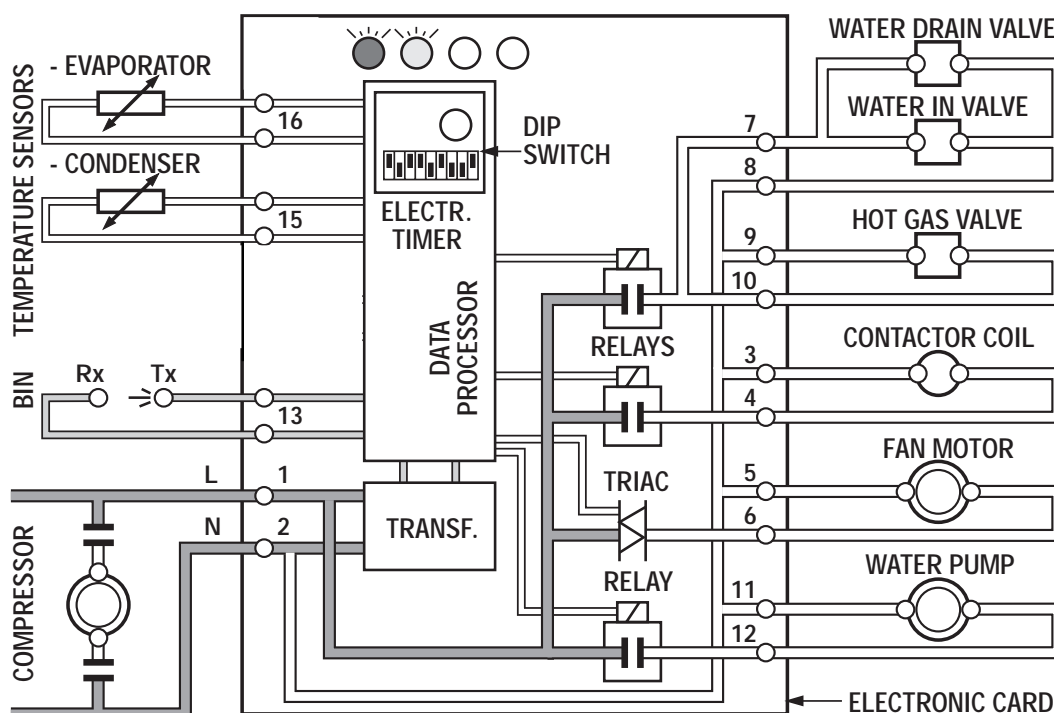 TEMPERATURE SENSORS
- EVAPORATOR
16
- CONDENSER
15
BIN
Rx
Tx
13
L
1
N
2
COMPRESSOR
DIP
SWITCH
ELECTR.
TIMER
DATA
PROCESSOR
TRANSF.
RELAYS
TRIAC
RELAY
WATER DRAIN VALVE
WATER IN VALVE
7
8
HOT GAS VALVE
9
10
CONTACTOR COIL
3
4
FAN MOTOR
5
6
WATER PUMP
11
12
ELECTRONIC CARD